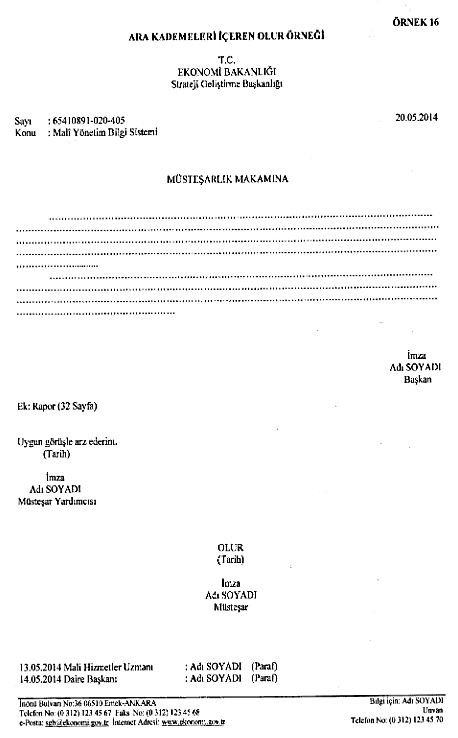 ÖRNEK 16
ARA KADEMELERİ İÇEREN OLUR ÖRNEĞİ
T.C.
EKONOMİ BAKANLIĞI
Strateji Geliştirme Başkanlığı
Sayı : 65410891-020-405 20.05.2014
Konu : Mali Yönetim Bilgi Sistemi
MÜSTEŞARLIK MAKAMINA
İmza
Adı SOYADI
Başkan
Ek: Rapor (32 Sayfa)
Uygun görüşle arz ederim.
(Tarih)
İmza
Adı SOYADI
Müsteşar Yardımcısı
OLUR
(Tarih)
İmza
Adı SOYADI
Müsteşar
13.05.2014 Mali Hizmetler Uzmanı : Adı SOYADI (Paraf)
14.05.2014 Daire Başkanı : Adı SOYADI (Paraf)
İnönü Bulvarı No:36 06510 Emek-ANKARA Bilgi için: Adı SOYADI
Telefon No: (0 312) 123 45 67 Faks No: (0 312) 123 45 68 Unvan
e-Posta: sgb@ekonomi.gov.tr İnternet Adresi: www.ekonomi.gov.tr Telefon No: (0 312) 123 45 70